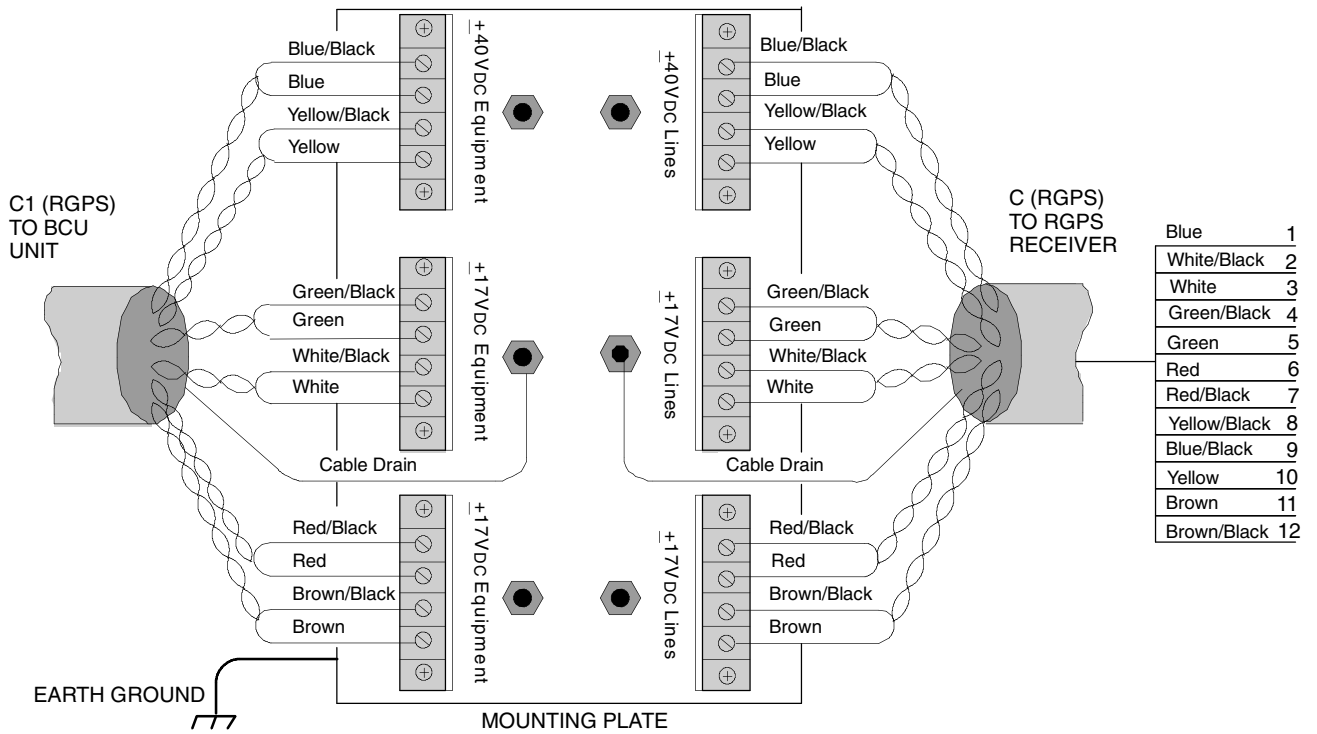 Blue/Black
Blue
Yellow/Black
Yellow
+40VDC Equipment
+40VDC Lines
Blue/Black
Blue
Yellow/Black
Yellow
C1 (RGPS)
TO BCU
UNIT
Green/Black
Green
White/Black
White
+17VDC Equipment
+17VDC Lines
Green/Black
Green
White/Black
White
C (RGPS)
TO RGPS
RECEIVER
Blue 1
White/Black 2
White 3
Green/Black 4
Green 5
Red 6
Red/Black 7
Yellow/Black 8
Blue/Black 9
Yellow 10
Brown 11
Brown/Black 12
Cable Drain
Cable Drain
Red/Black
Red
Brown/Black
Brown
+17VDC Equipment
+17VDC Lines
Red/Black
Red
Brown/Black
Brown
EARTH GROUND
MOUNTING PLATE